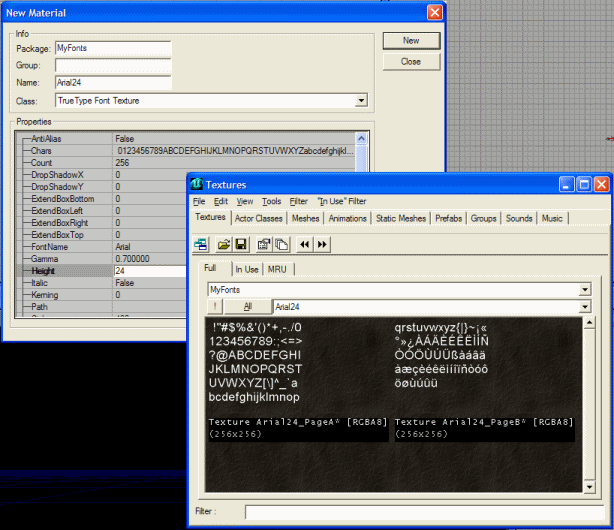 New Material
Info
Package: MyFonts
New
Group:
Close
Name: Arial24
Class: TrueType Font Texture
Properties
AntiAlias False
Chars 0123456789ABCDEFGHIJKLMNOPQRSTUVWXYZabcdefghijkl...
Count 256
DropShadowX 0
DropShadowY 0
ExtendBoxBottom 0
ExtendBoxLeft 0
ExtendBoxRight 0
ExtendBoxTop 0
FontName Arial
Gamma 0.700000
Height 24
Italic False
Kerning 0
Path
Textures
File Edit View Tools Filter "In Use" Filter
Textures Actor Classes Meshes Animations Static Meshes Prefabs Groups Sounds Music
Full In Use MRU
MyFonts
! All Arial24
!"#$%&'()*+,-./0
123456789:;<=>
?@ABCDEFGHI
JKLMNOPQRST
UVWXYZ[\]^_`a
bcdefghijklmnop
qrstuvwxyz{|}~¡«
Texture Arial24_PageA^ [RGBA8]
(256x256)
Texture Arial24_PageB^ [RGBA8]
(256x256)
Filter :